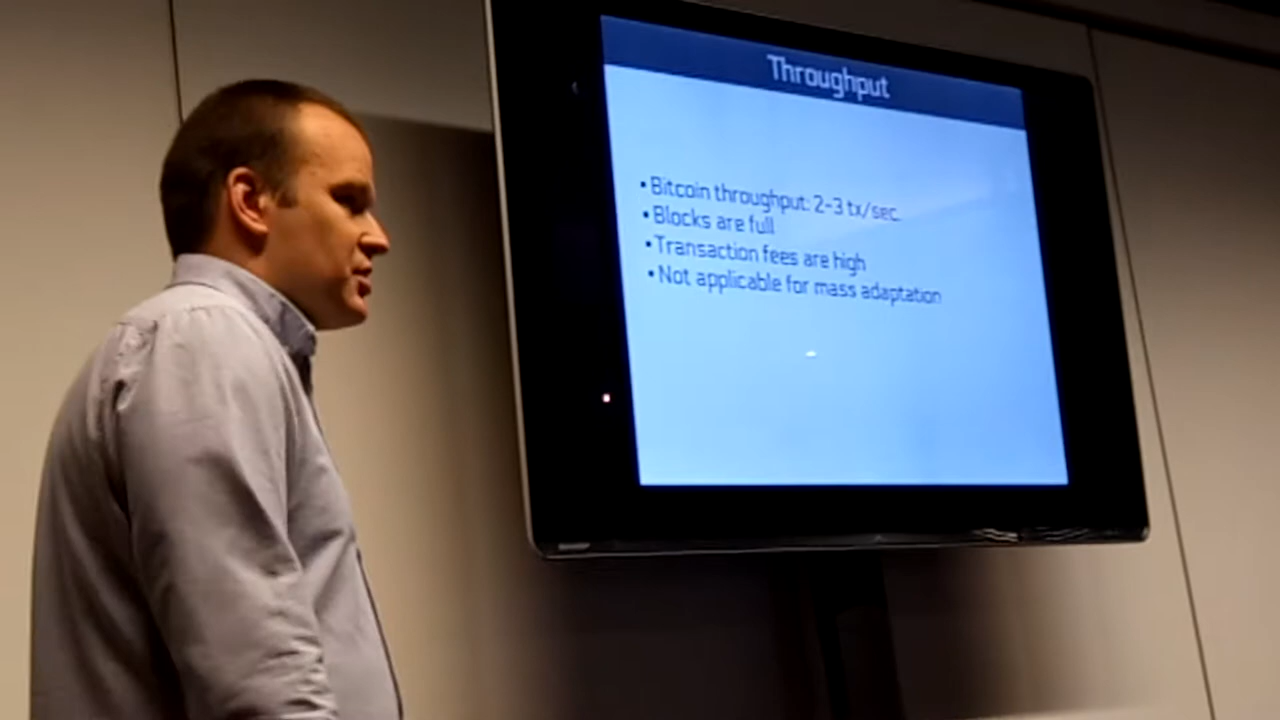 Throughput
• Bitcoin throughput: 2-3 tx/sec.
• Blocks are full
• Transaction fees are high
• Not applicable for mass adaptation